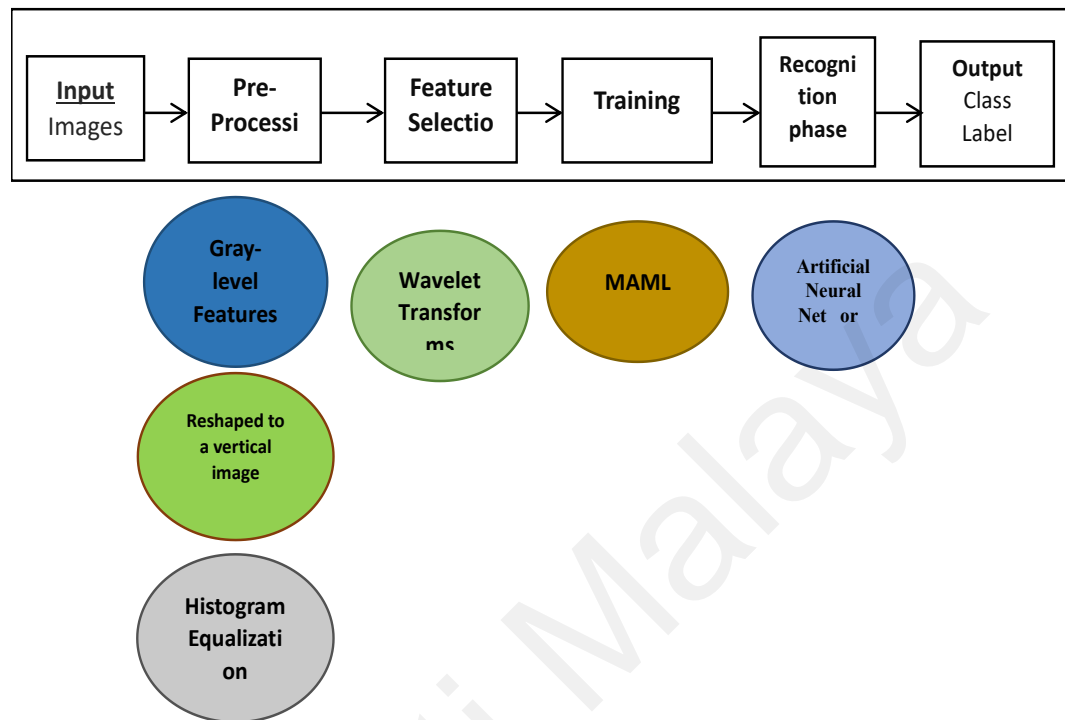 Input
Images
Pre-
Processi
Feature
Selectio
Training
Recogni
tion
phase
Output
Class
Label
Gray-
level
Features
Wavelet
Transfor
ms
MAML
Artificial
Neural
Net or
Reshaped to
a vertical
image
Histogram
Equalizati
on
Malaya